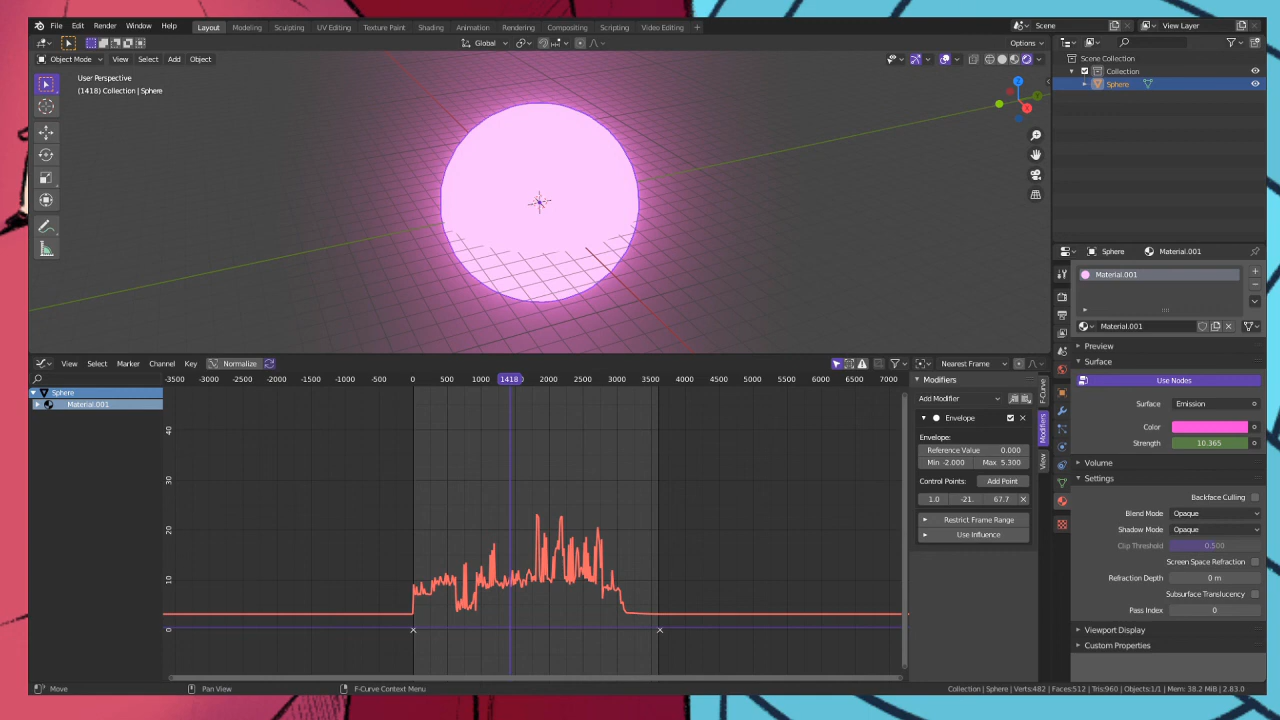 File Edit Render Window Help Layout Modeling Sculpting UV Editing Texture Paint Shading Animation Rendering Compositing Scripting Video Editing + Scene View Layer
Global Options
Object Mode View Select Add Object
User Perspective
(1418) Collection | Sphere
Z
Y
X
Scene Collection
Collection
Sphere
Sphere Material.001
Material.001
Material.001
Preview
Surface
Use Nodes
Surface Emission
Color
Strength 10.365
Volume
Settings
Backface Culling
Blend Mode Opaque
Shadow Mode Opaque
Clip Threshold 0.500
Screen Space Refraction
Refraction Depth 0 m
Subsurface Translucency
Pass Index 0
Viewport Display
Custom Properties
View Select Marker Channel Key Normalize Nearest Frame
-3500 -3000 -2500 -2000 -1500 -1000 -500 0 500 1000 1418 2000 2500 3000 3500 4000 4500 5000 5500 6000 6500 7000
Sphere
Material.001
40
30
20
10
0
Modifiers
Add Modifier
Envelope
Envelope:
Reference Value 0.000
Min -2.000 Max 5.300
Control Points: Add Point
1.0 -21. 67.7
Restrict Frame Range
Use Influence
F-Curve
Modifiers
View
Move Pan View F-Curve Context Menu Collection | Sphere | Verts:482 | Faces:512 | Tris:960 | Objects:1/1 | Mem: 38.2 MiB | 2.83.0